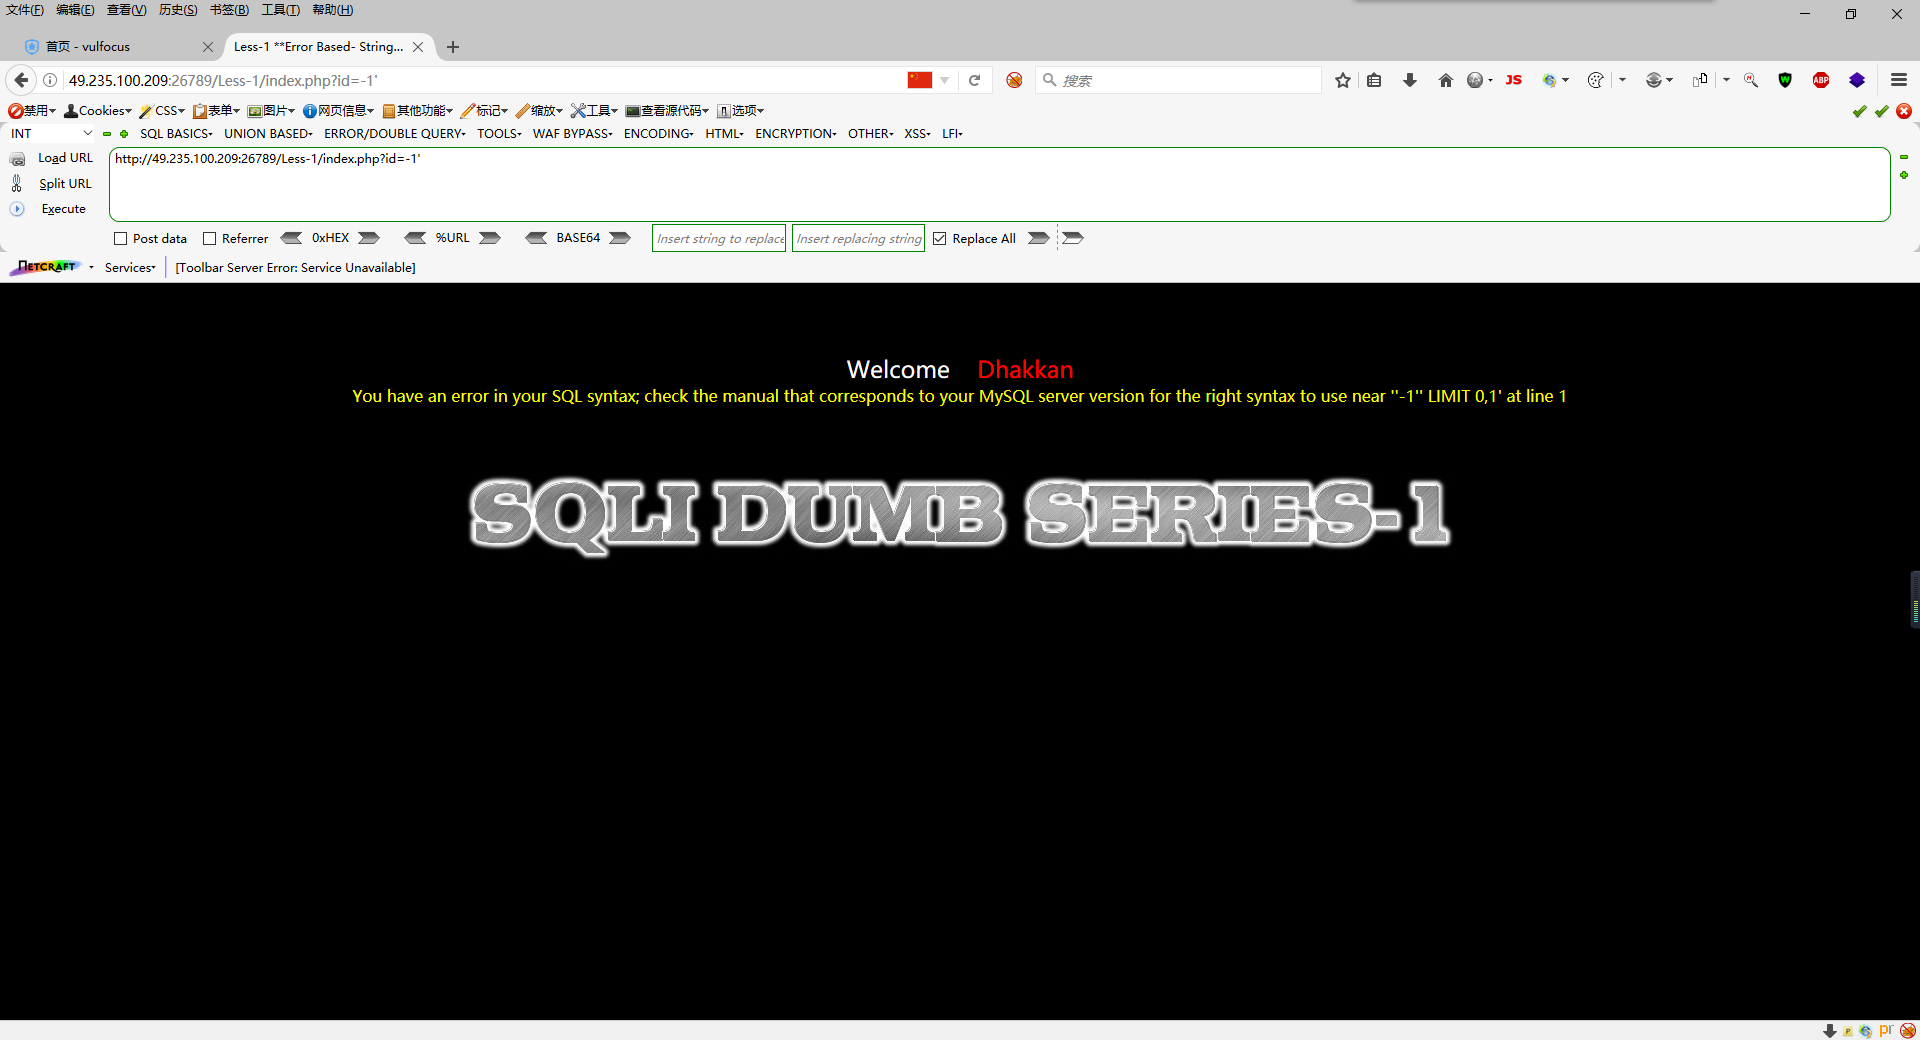 文件(F) 编辑(E) 查看(V) 历史(S) 书签(B) 工具(T) 帮助(H)
首页 - vulfocus
Less-1 **Error Based- String...
49.235.100.209:26789/Less-1/index.php?id=-1'
搜索
JS
ABP
禁用 Cookies CSS 表单 图片 网页信息 其他功能 标记 缩放 工具 查看源代码 选项
INT SQL BASICS UNION BASED ERROR/DOUBLE QUERY TOOLS WAF BYPASS ENCODING HTML ENCRYPTION OTHER XSS LFI
Load URL
http://49.235.100.209:26789/Less-1/index.php?id=-1'
Split URL
Execute
Post data Referrer 0xHEX %URL BASE64 Insert string to replace Insert replacing string Replace All
NETCRAFT Services [Toolbar Server Error: Service Unavailable]
Welcome Dhakkan
You have an error in your SQL syntax; check the manual that corresponds to your MySQL server version for the right syntax to use near ''-1'' LIMIT 0,1' at line 1
SQLI DUMB SERIES-1
pr